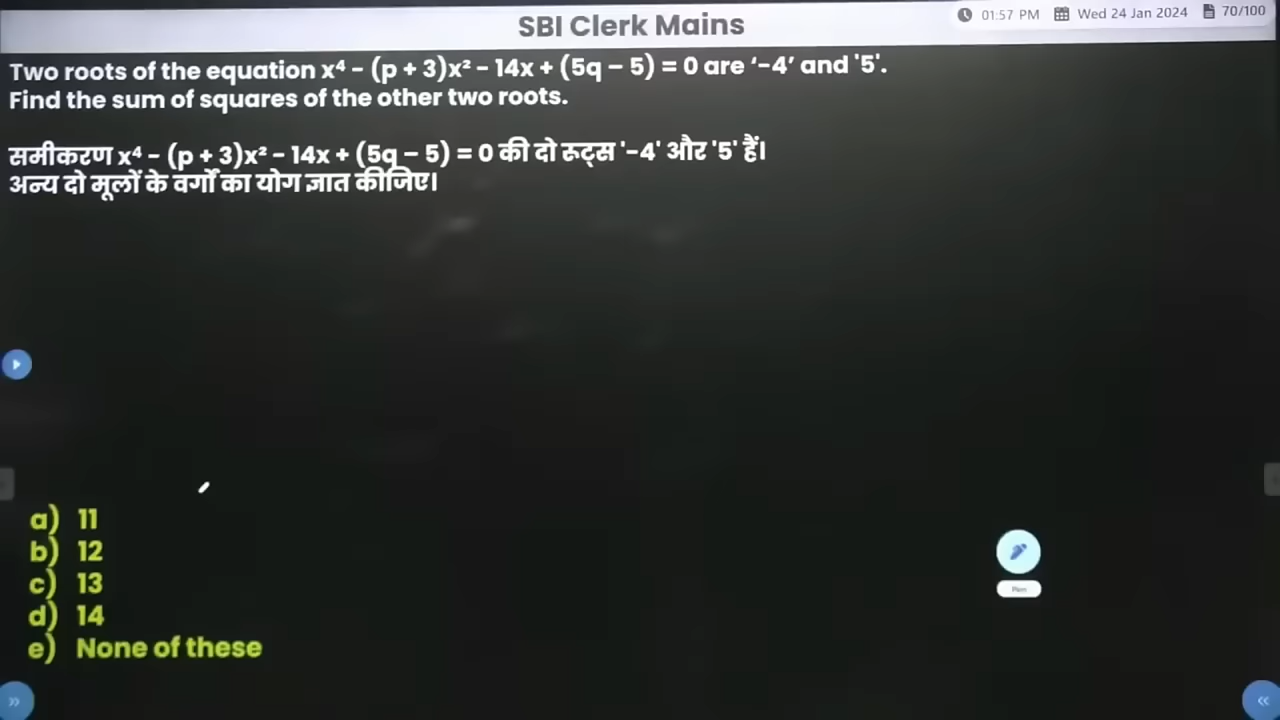 SBI Clerk Mains
01:57 PM Wed 24 Jan 2024 70/100
Two roots of the equation x⁴ - (p + 3)x² - 14x + (5q – 5) = 0 are ‘-4’ and '5'.
Find the sum of squares of the other two roots.
समीकरण x⁴ - (p + 3)x² - 14x + (5q – 5) = 0 की दो रूट्स '-4' और '5' हैं।
अन्य दो मूलों के वर्गों का योग ज्ञात कीजिए।
a) 11
b) 12
c) 13
d) 14
e) None of these
Pen